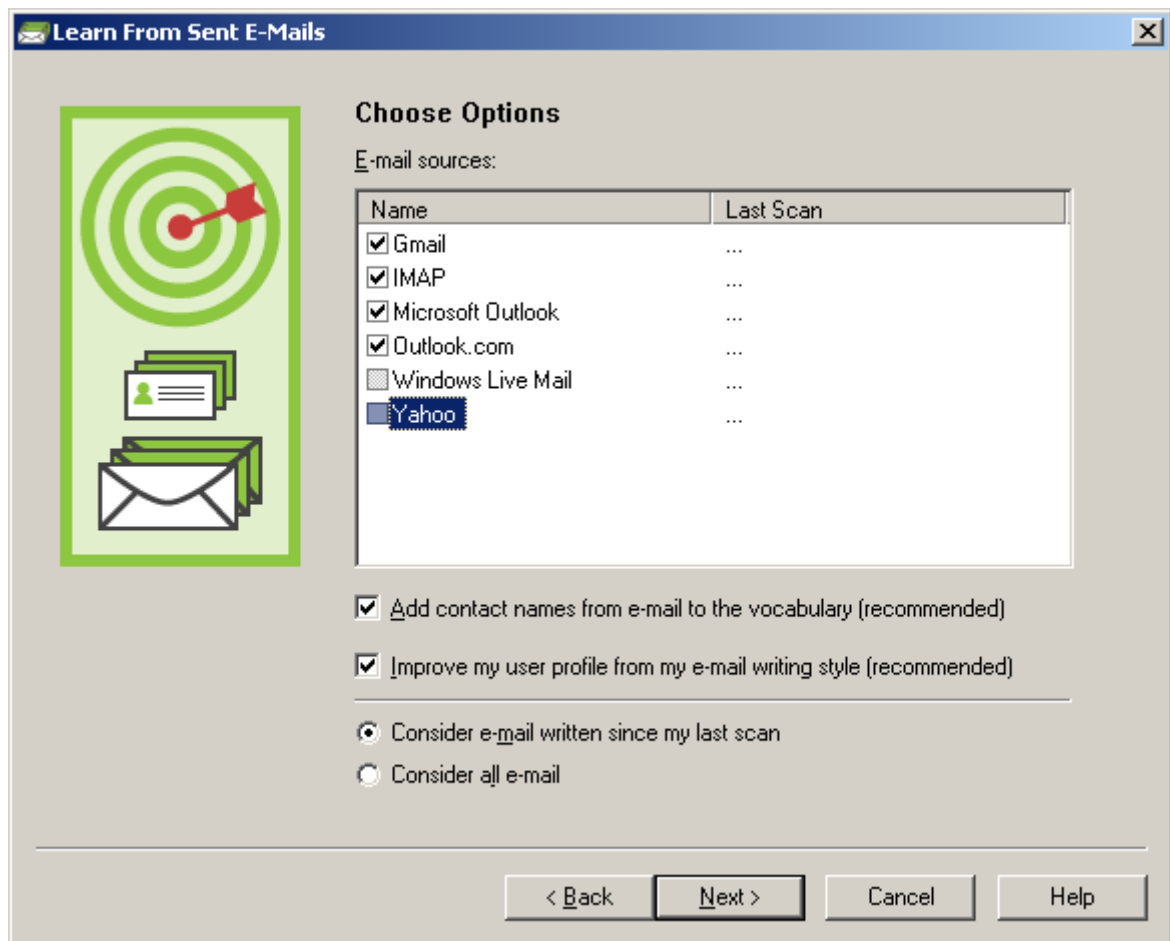 Learn From Sent E-Mails
Choose Options
E-mail sources:
Name Last Scan
Gmail ...
IMAP ...
Microsoft Outlook ...
Outlook.com ...
Windows Live Mail ...
Yahoo ...
Add contact names from e-mail to the vocabulary (recommended)
Improve my user profile from my e-mail writing style (recommended)
Consider e-mail written since my last scan
Consider all e-mail
< Back Next > Cancel Help